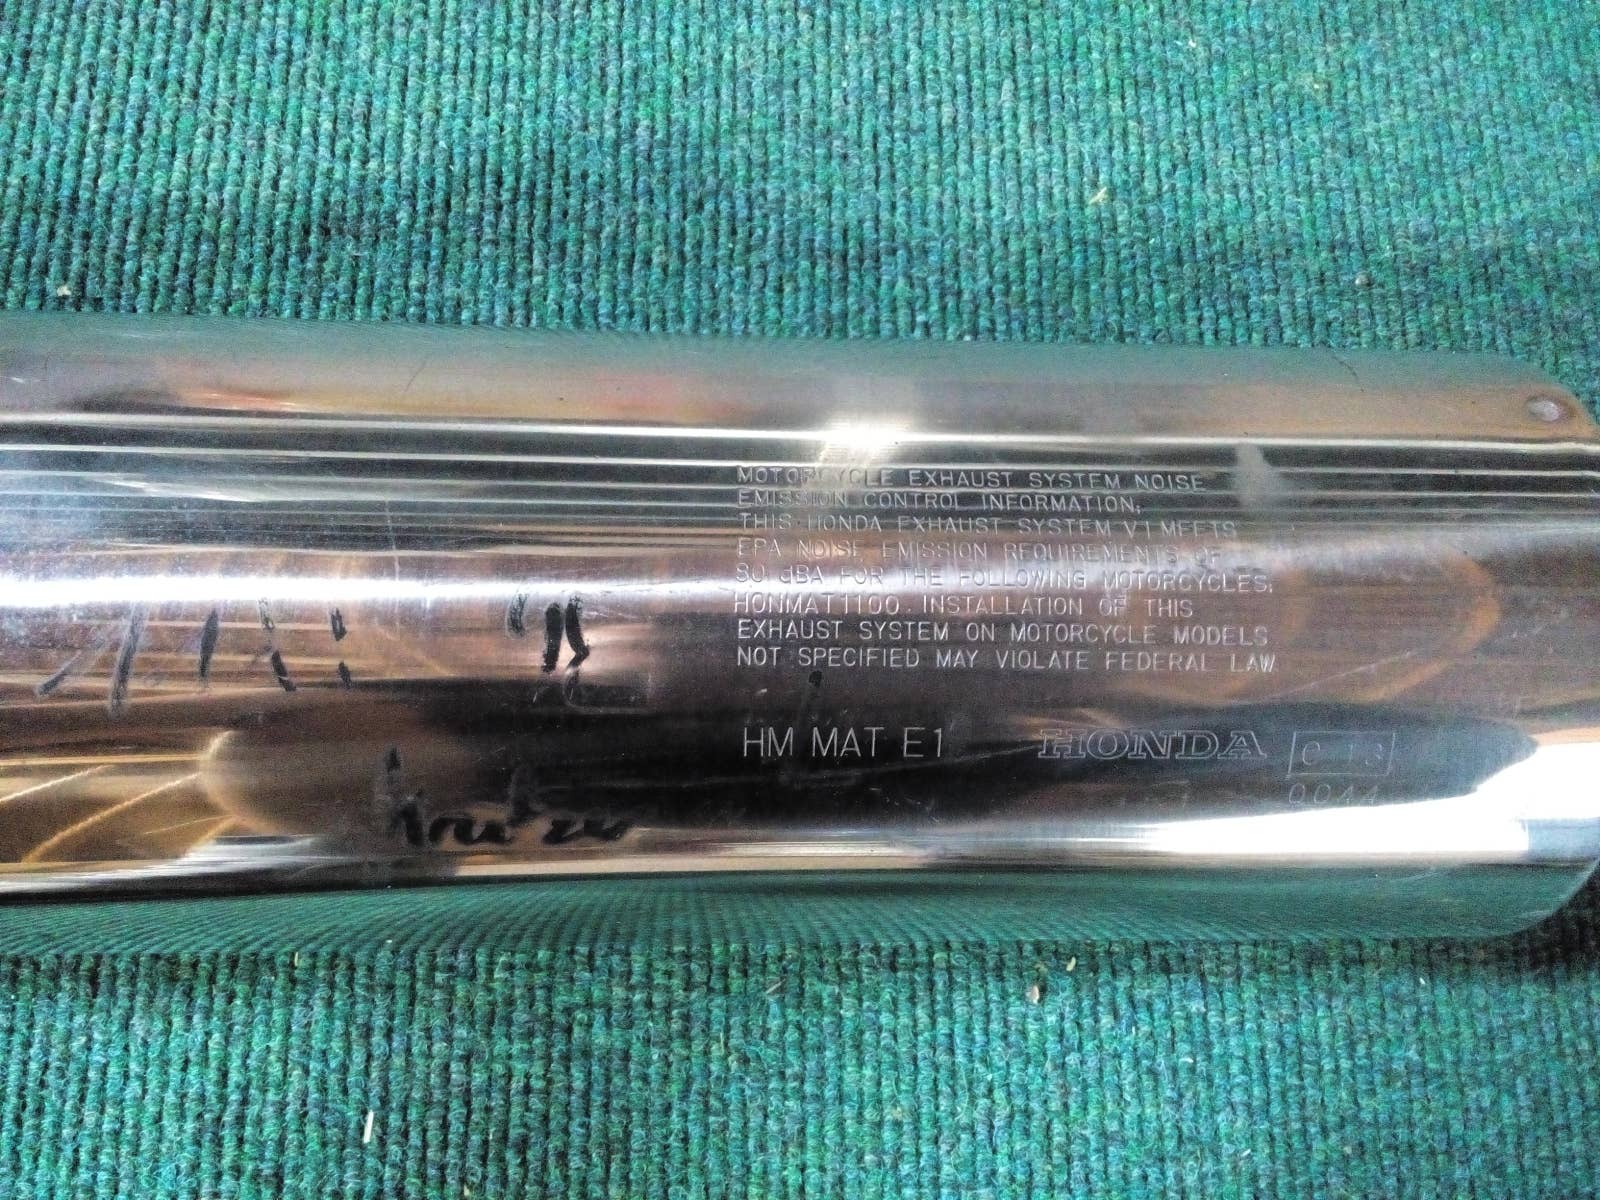 MOTORCYCLE EXHAUST SYSTEM NOISE
EMISSION CONTROL INFORMATION;
THIS HONDA EXHAUST SYSTEM V1 MEETS
EPA NOISE EMISSION REQUIREMENTS OF
80 dBA FOR THE FOLLOWING MOTORCYCLES.
HONMAT1100. INSTALLATION OF THIS
EXHAUST SYSTEM ON MOTORCYCLE MODELS
NOT SPECIFIED MAY VIOLATE FEDERAL LAW
HM MAT E1 HONDA
0044